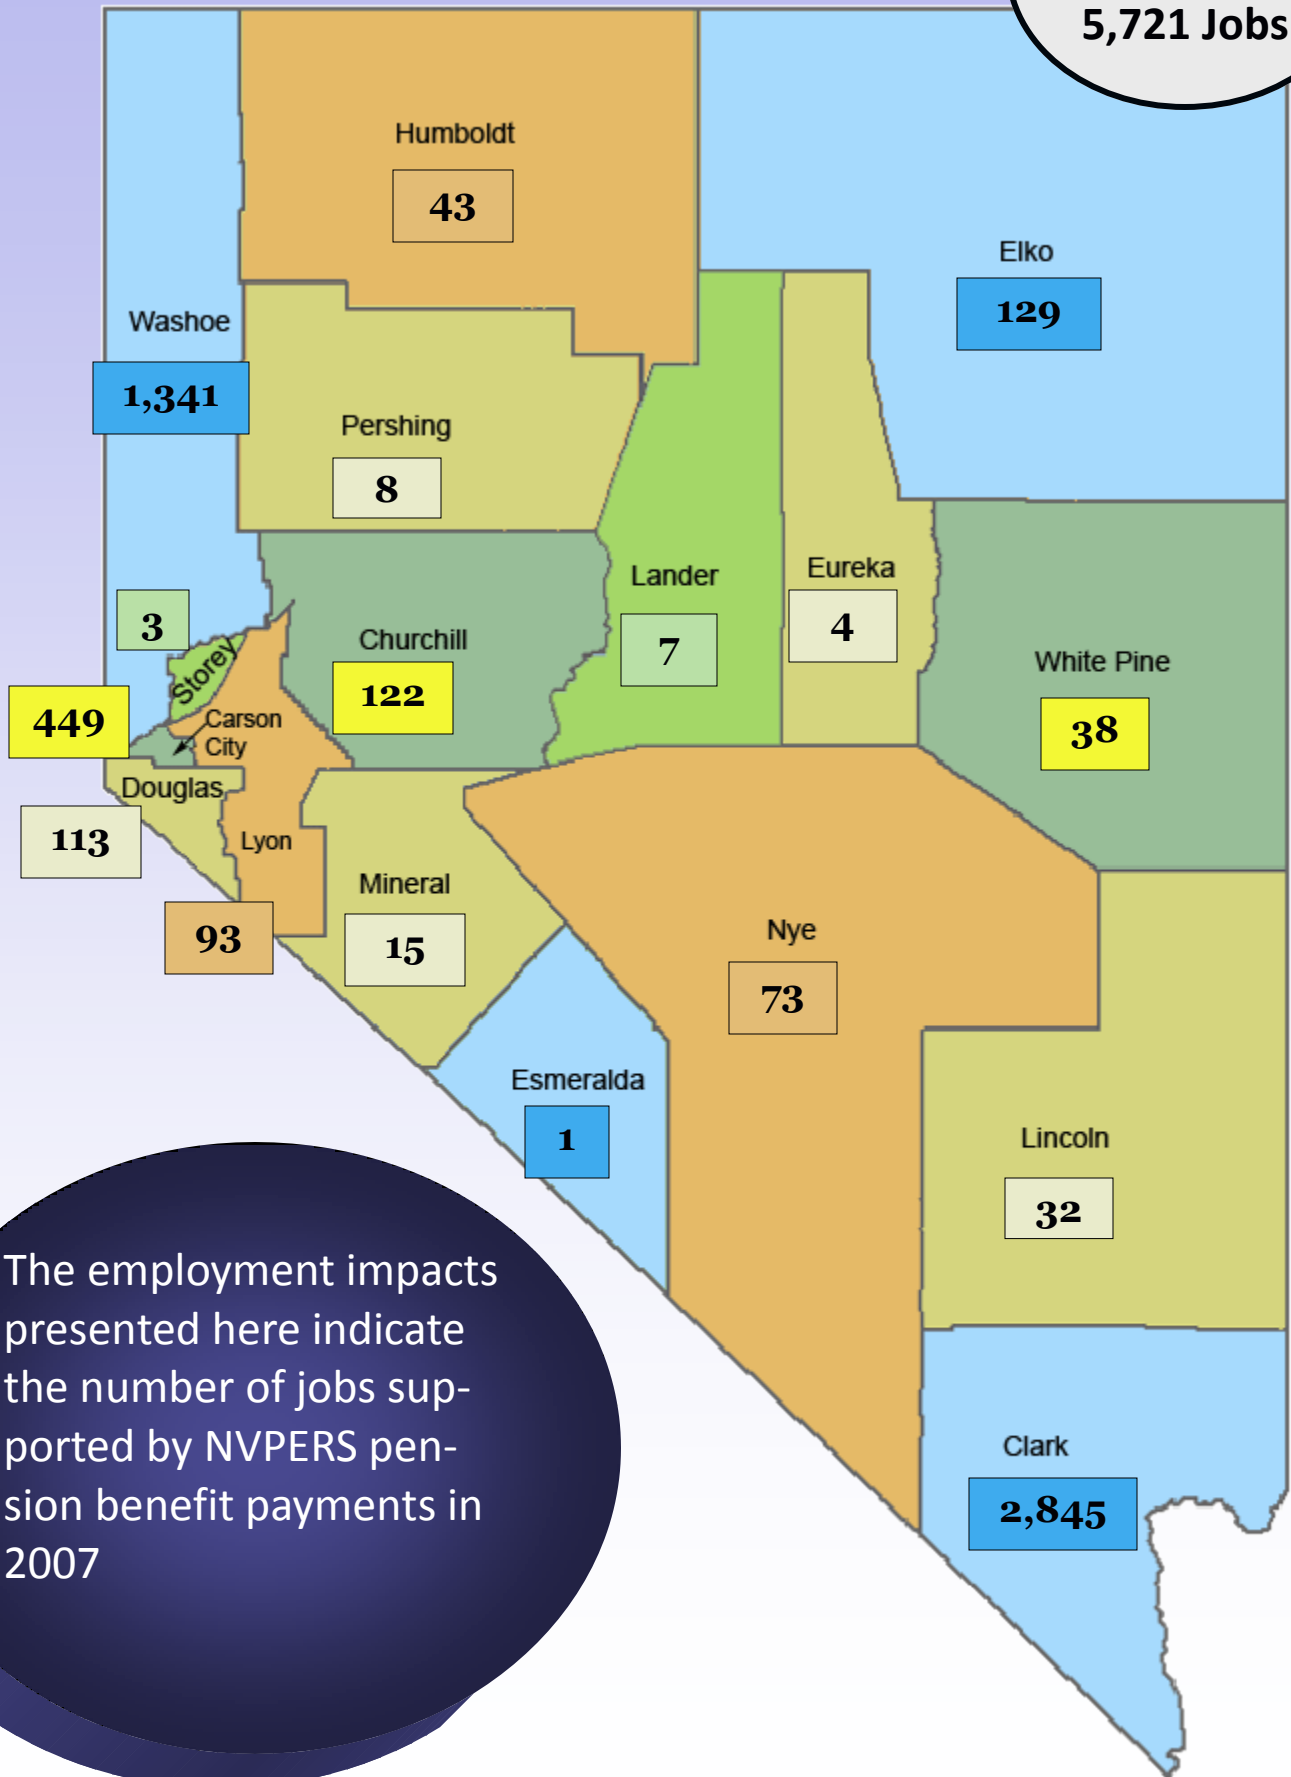 5,721 Jobs
Humboldt
43
Elko
129
Washoe
1,341
Pershing
8
Lander
7
Eureka
4
3
Storey
Churchill
122
White Pine
38
449
Carson
City
Douglas
113
Lyon
93
Mineral
15
Nye
73
Esmeralda
1
Lincoln
32
Clark
2,845
The employment impacts
presented here indicate
the number of jobs sup-
ported by NVPERS pen-
sion benefit payments in
2007